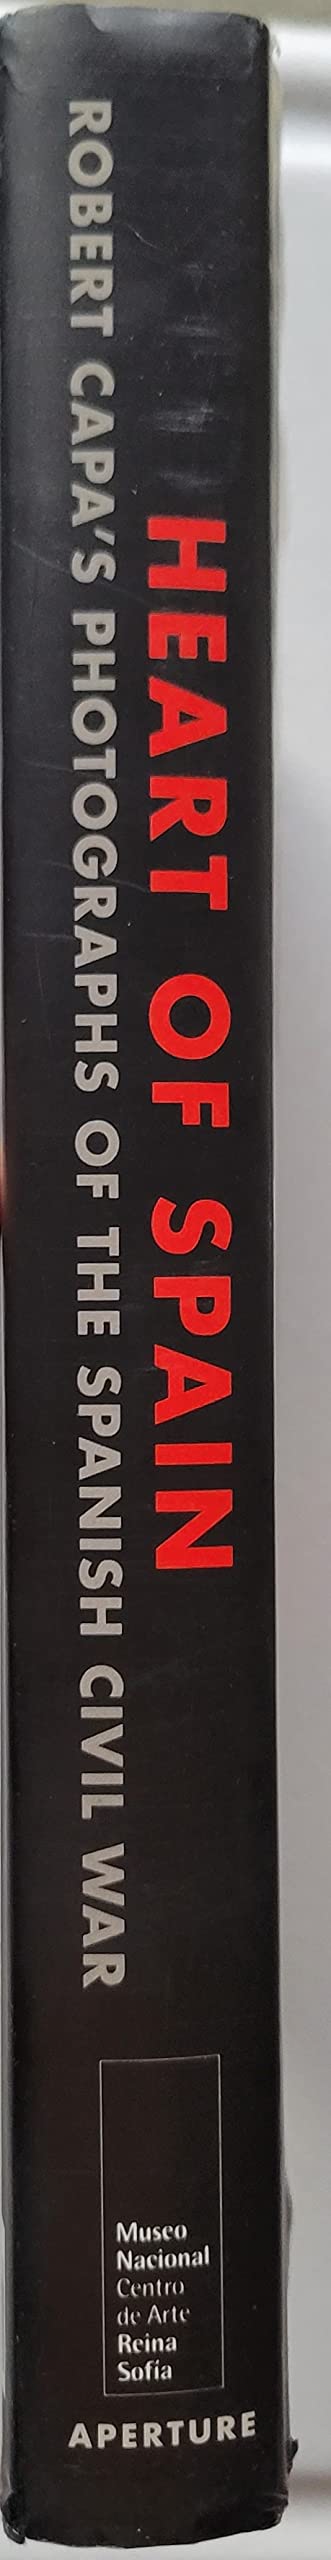 HEART OF SPAIN
ROBERT CAPA'S PHOTOGRAPHS OF THE SPANISH CIVIL WAR
Museo
Nacional
Centro
de Arte
Reina
Sofía
APERTURE